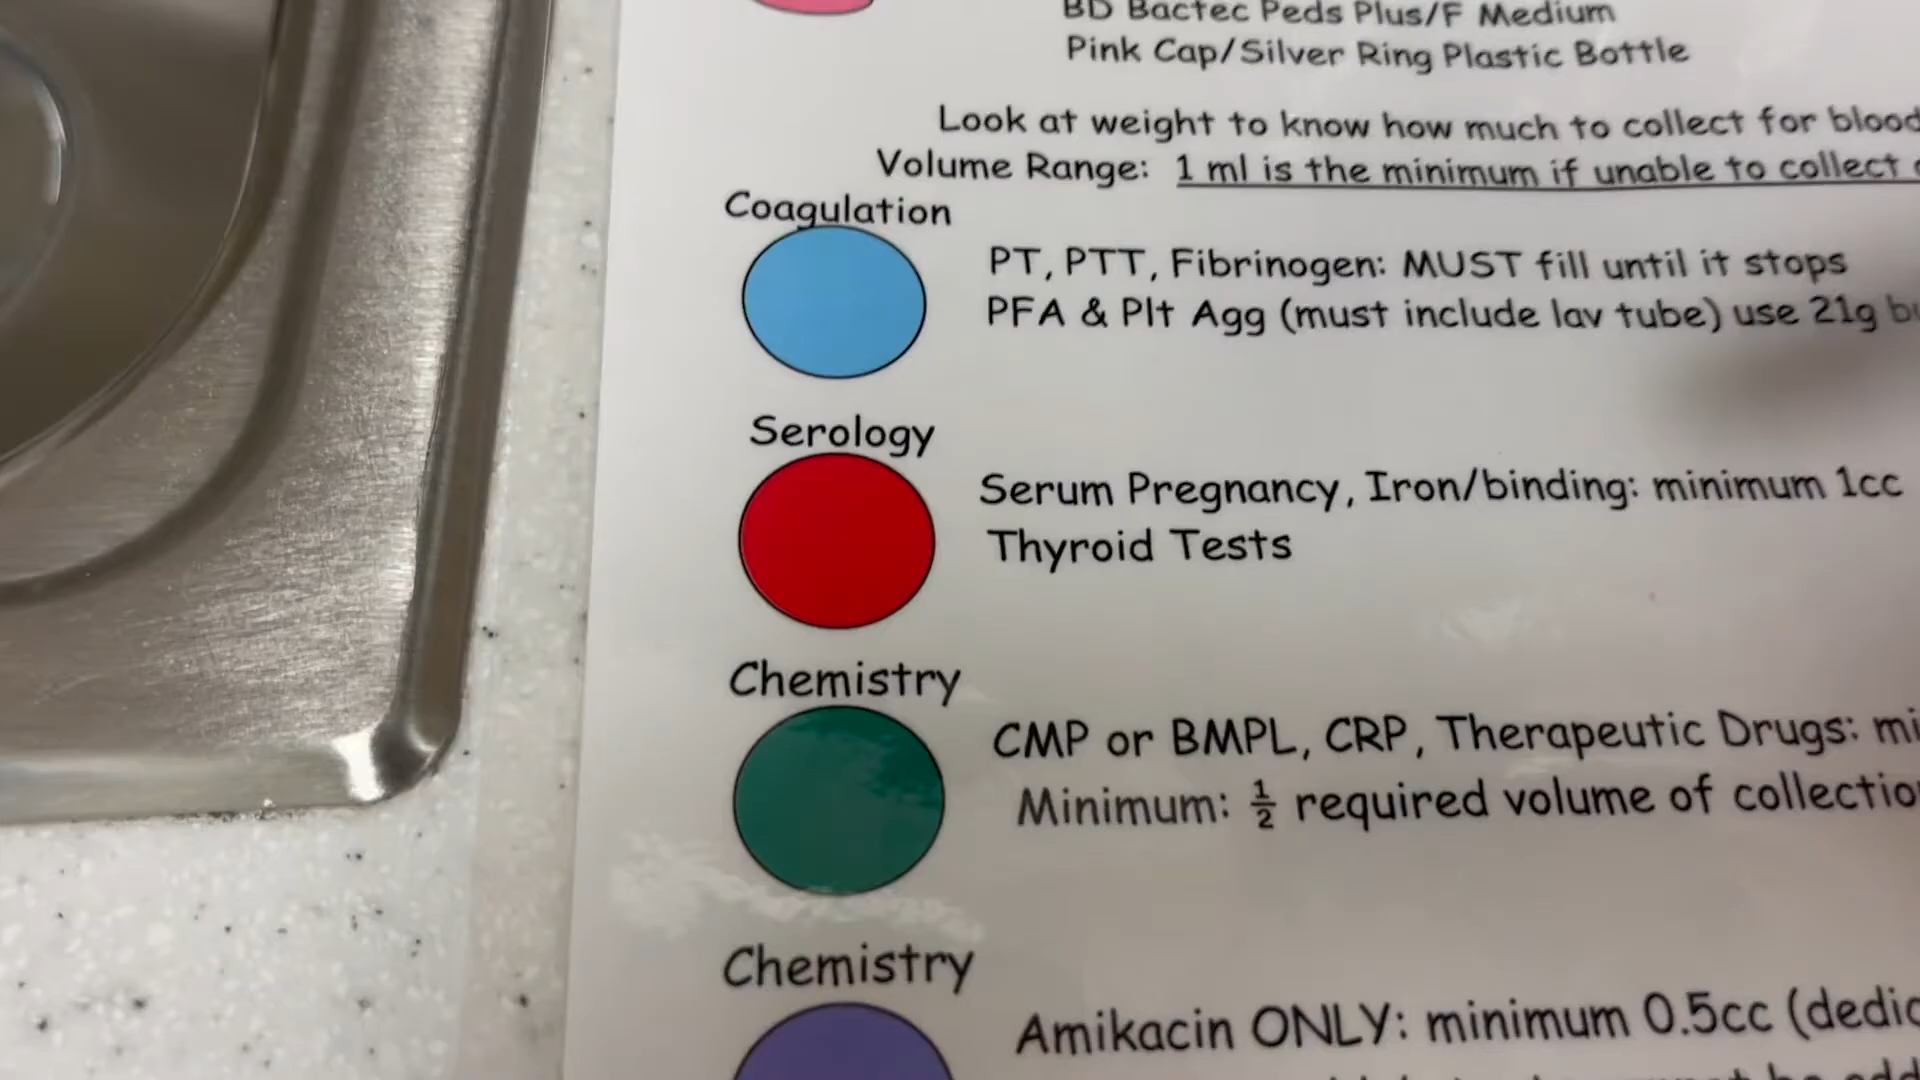 BD Bactec Peds Plus/F Medium
Pink Cap/Silver Ring Plastic Bottle
Look at weight to know how much to collect for blood
Volume Range: 1 ml is the minimum if unable to collect
Coagulation
PT, PTT, Fibrinogen: MUST fill until it stops
PFA & Plt Agg (must include lav tube) use 21g
Serology
Serum Pregnancy, Iron/binding: minimum 1cc
Thyroid Tests
Chemistry
CMP or BMPL, CRP, Therapeutic Drugs:
Minimum: ½ required volume of
Chemistry
Amikacin ONLY: minimum 0.5cc